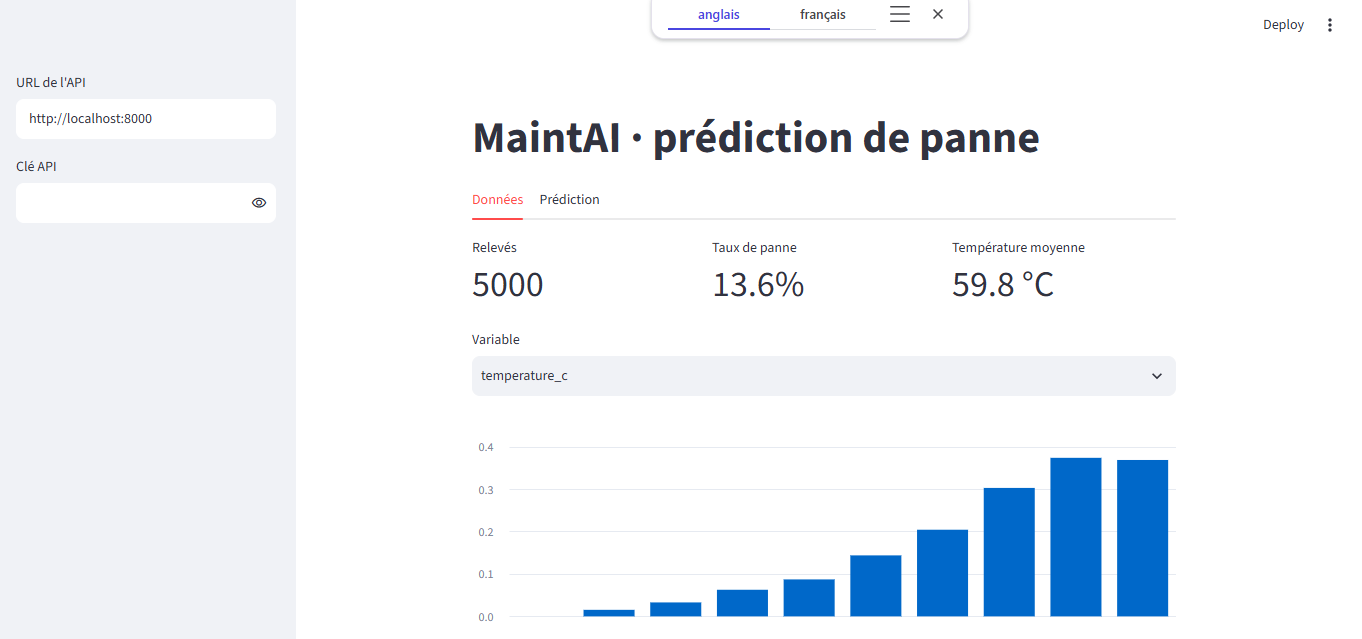 anglais français
Deploy
URL de l'API
http://localhost:8000
Clé API
MaintAI · prédiction de panne
Données Prédiction
Relevés Taux de panne Température moyenne
5000 13.6% 59.8 °C
Variable
temperature_c
0.4
0.3
0.2
0.1
0.0